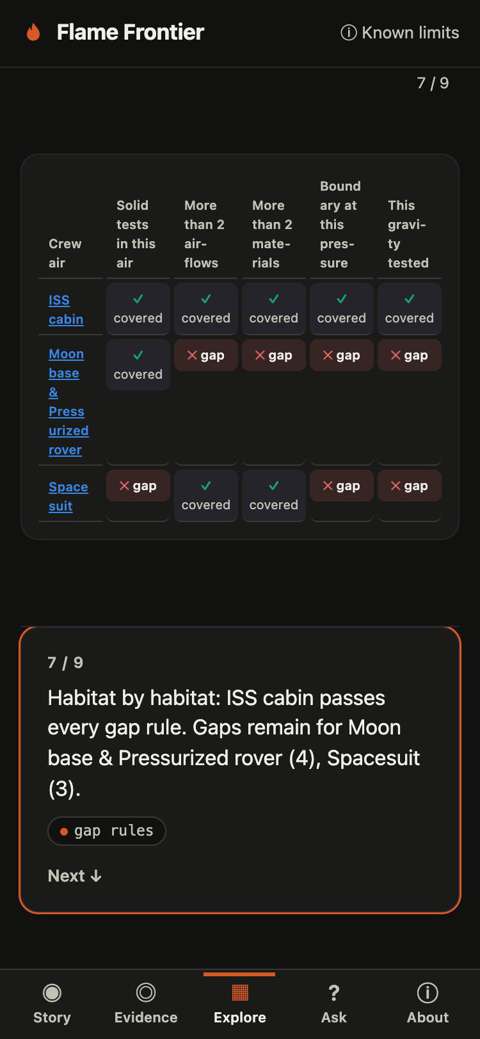 Flame Frontier
ⓘ Known limits
7 / 9
Crew air
Solid tests in this air
More than 2 air-flows
More than 2 mate-rials
Bound ary at this pres-sure
This gravi-ty tested
ISS cabin
✓ covered
✓ covered
✓ covered
✓ covered
✓ covered
Moon base & Press urized rover
✓ covered
✕ gap
✕ gap
✕ gap
✕ gap
Space suit
✕ gap
✓ covered
✓ covered
✕ gap
✕ gap
7 / 9
Habitat by habitat: ISS cabin passes
every gap rule. Gaps remain for Moon
base & Pressurized rover (4), Spacesuit
(3).
gap rules
Next ↓
Story
Evidence
Explore
? Ask
ⓘ About